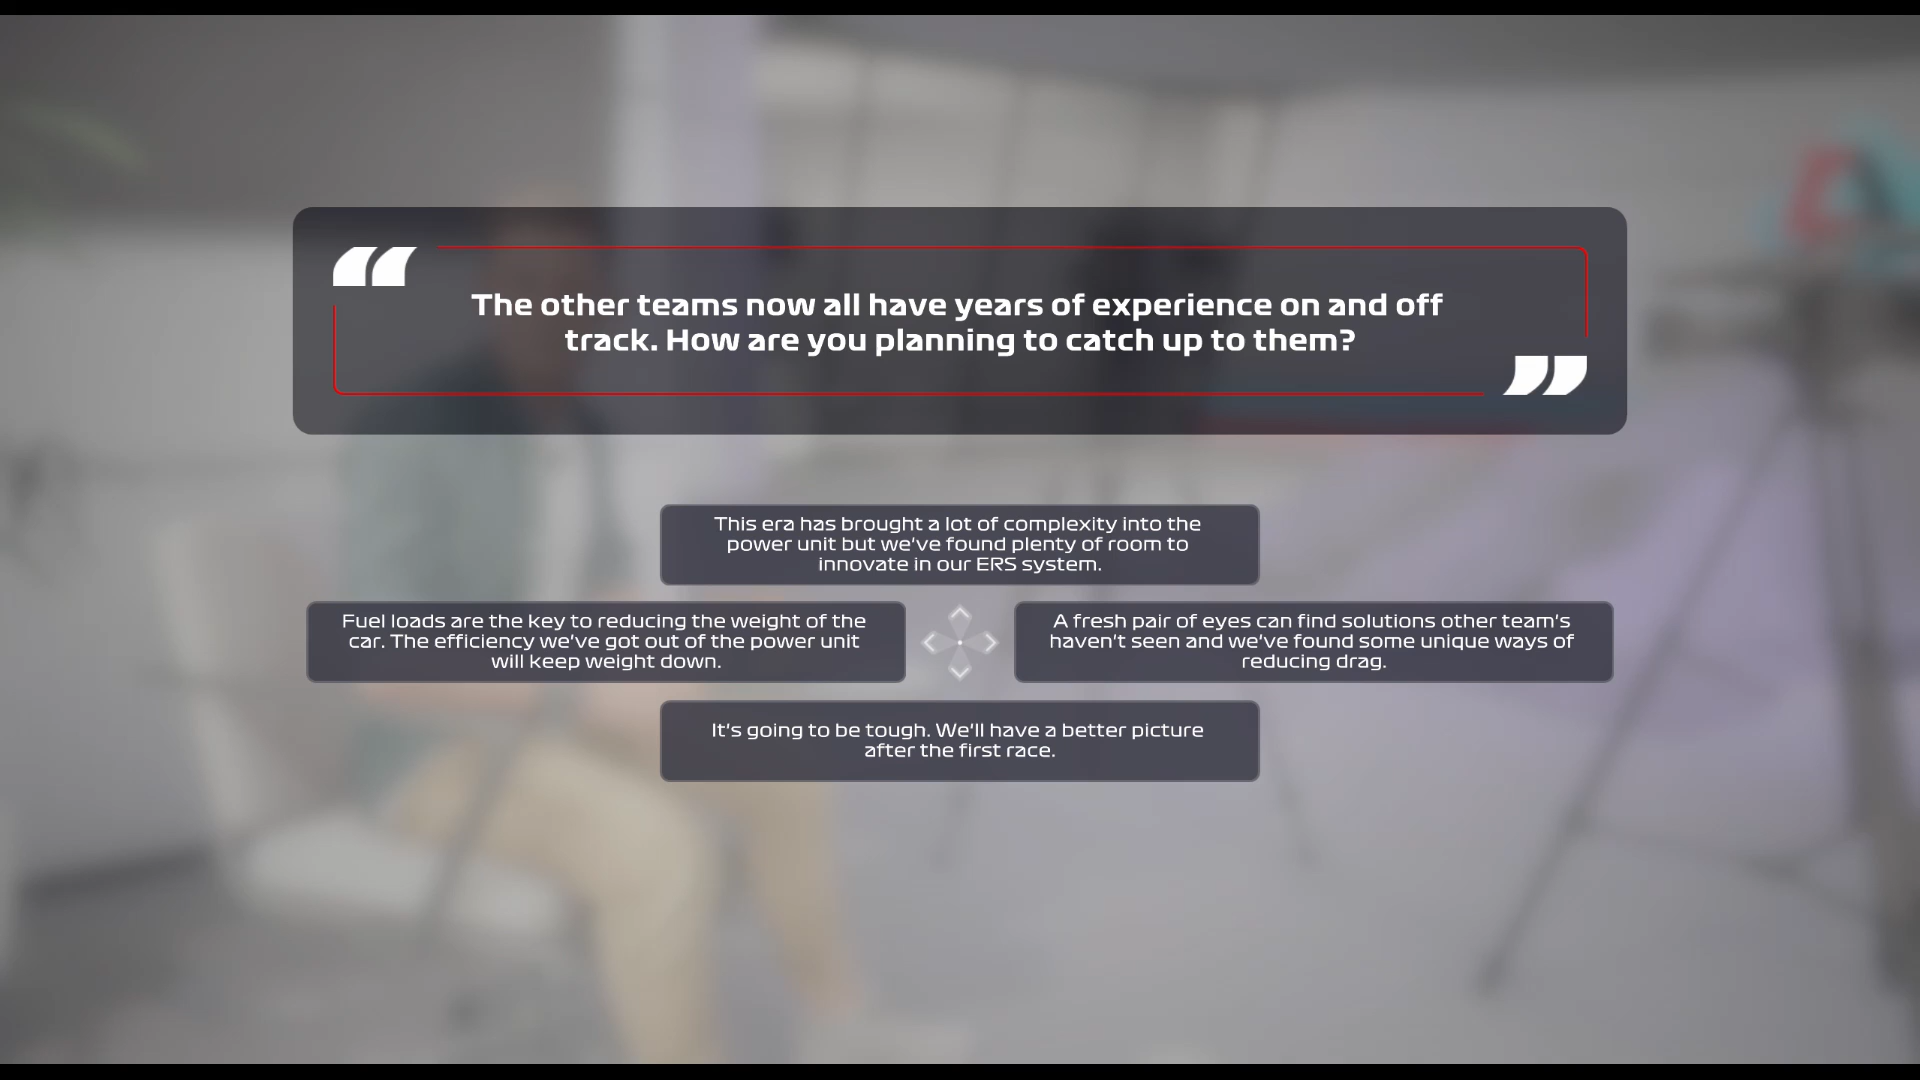 The other teams now all have years of experience on and off
track. How are you planning to catch up to them?
This era has brought a lot of complexity into the
power unit but we've found plenty of room to
innovate in our ERS system.
Fuel loads are the key to reducing the weight of the
car. The efficiency we've got out of the power unit
will keep weight down.
A fresh pair of eyes can find solutions other team's
haven't seen and we've found some unique ways of
reducing drag.
It's going to be tough. We'll have a better picture
after the first race.